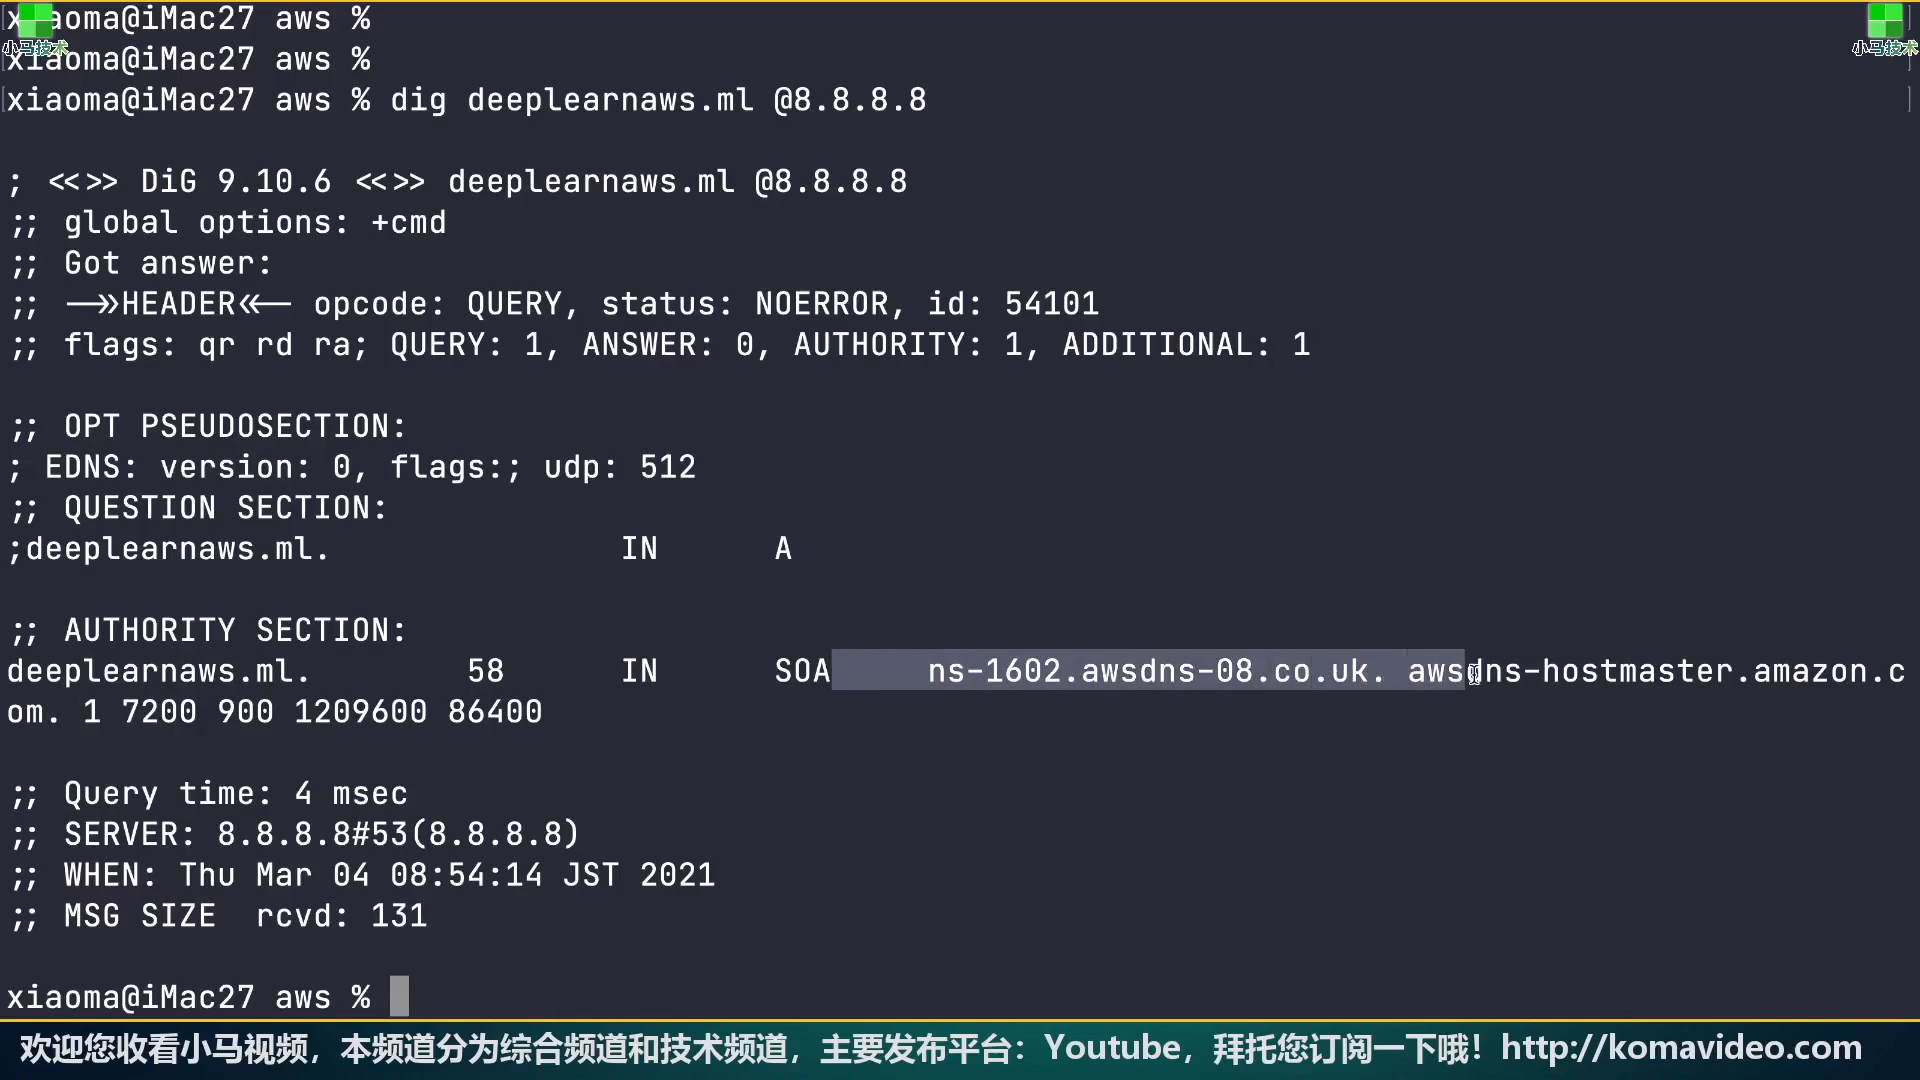 xiaoma@iMac27 aws %
小马技术
小马技术
xiaoma@iMac27 aws %
xiaoma@iMac27 aws % dig deeplearnaws.ml @8.8.8.8
; <<>> DiG 9.10.6 <<>> deeplearnaws.ml @8.8.8.8
;; global options: +cmd
;; Got answer:
;; ->>HEADER<<- opcode: QUERY, status: NOERROR, id: 54101
;; flags: qr rd ra; QUERY: 1, ANSWER: 0, AUTHORITY: 1, ADDITIONAL: 1
;; OPT PSEUDOSECTION:
; EDNS: version: 0, flags:; udp: 512
;; QUESTION SECTION:
;deeplearnaws.ml. IN A
;; AUTHORITY SECTION:
deeplearnaws.ml. 58 IN SOA ns-1602.awsdns-08.co.uk. awsdns-hostmaster.amazon.c
om. 1 7200 900 1209600 86400
;; Query time: 4 msec
;; SERVER: 8.8.8.8#53(8.8.8.8)
;; WHEN: Thu Mar 04 08:54:14 JST 2021
;; MSG SIZE  rcvd: 131
xiaoma@iMac27 aws %
欢迎您收看小马视频，本频道分为综合频道和技术频道，主要发布平台：Youtube，拜托您订阅一下哦！http://komavideo.com